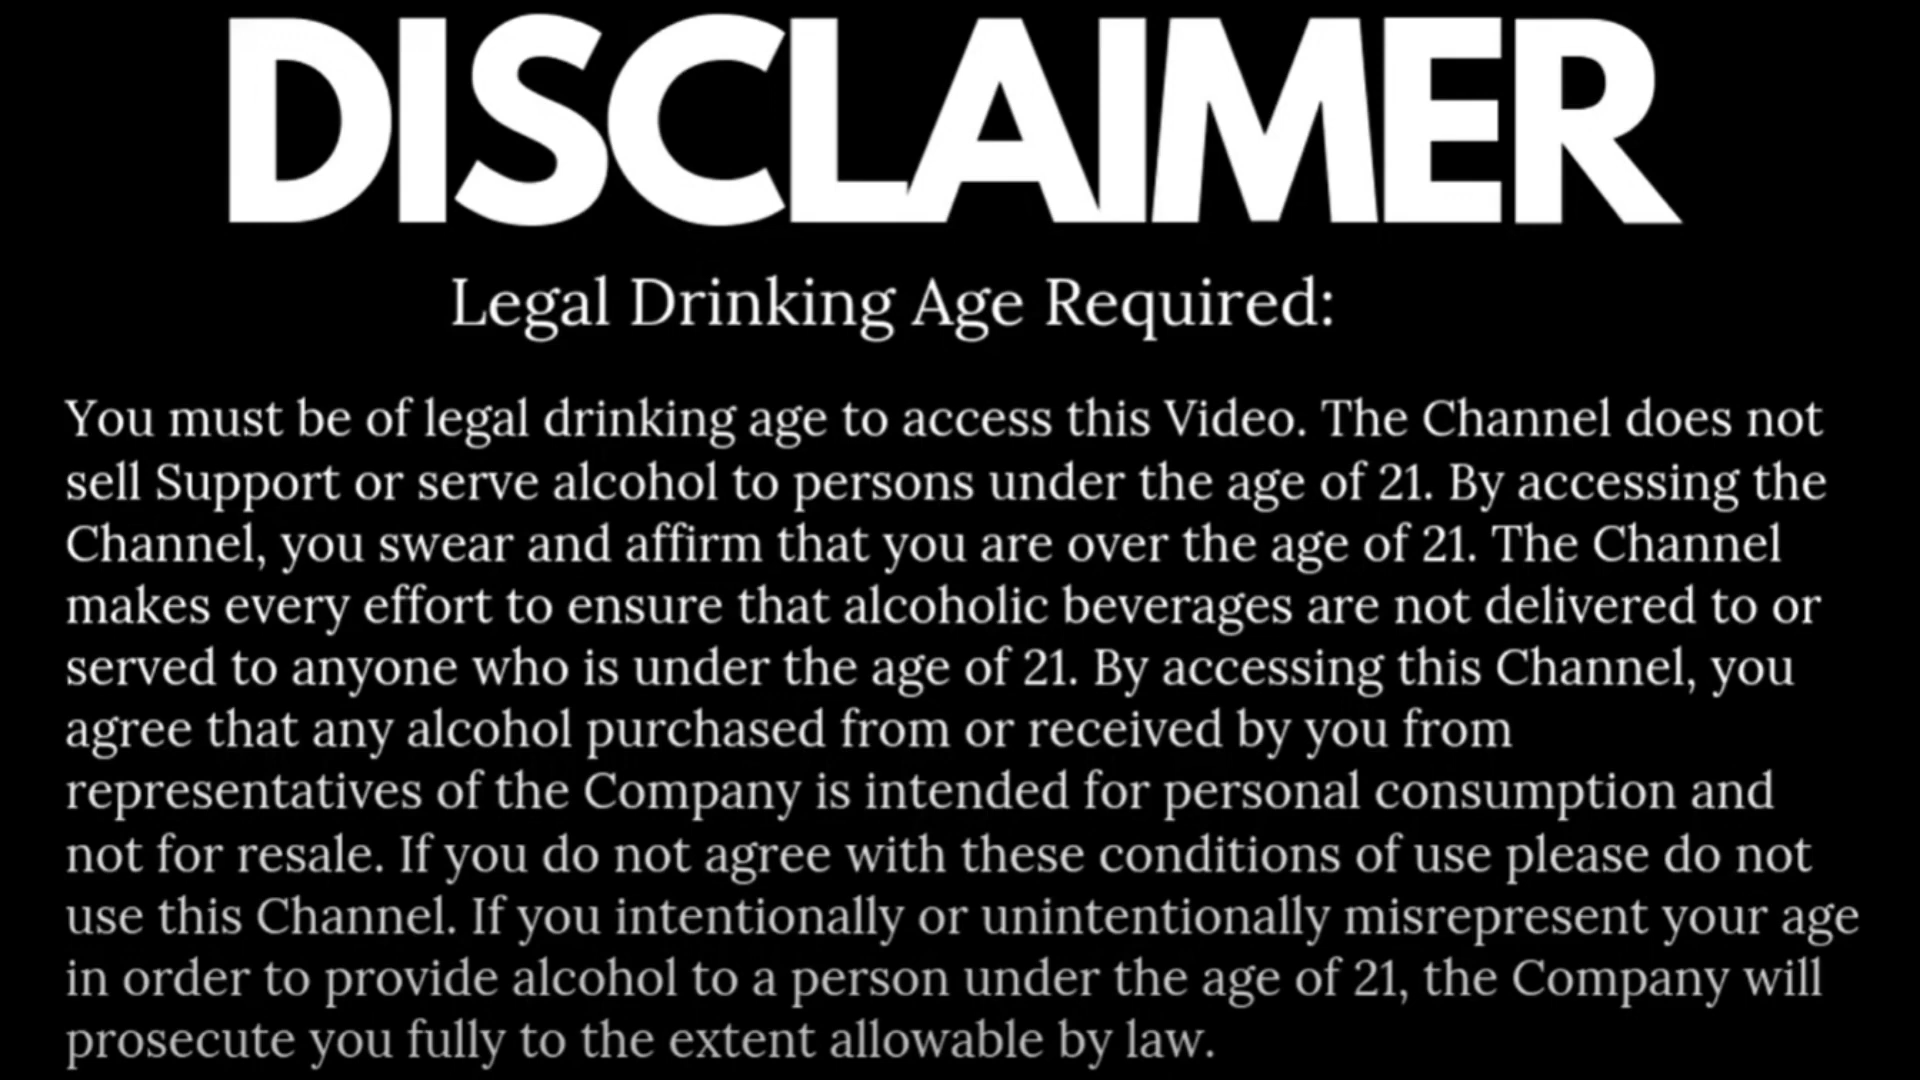 DISCLAIMER
Legal Drinking Age Required:
You must be of legal drinking age to access this Video. The Channel does not
sell Support or serve alcohol to persons under the age of 21. By accessing the
Channel, you swear and affirm that you are over the age of 21. The Channel
makes every effort to ensure that alcoholic beverages are not delivered to or
served to anyone who is under the age of 21. By accessing this Channel, you
agree that any alcohol purchased from or received by you from
representatives of the Company is intended for personal consumption and
not for resale. If you do not agree with these conditions of use please do not
use this Channel. If you intentionally or unintentionally misrepresent your age
in order to provide alcohol to a person under the age of 21, the Company will
prosecute you fully to the extent allowable by law.